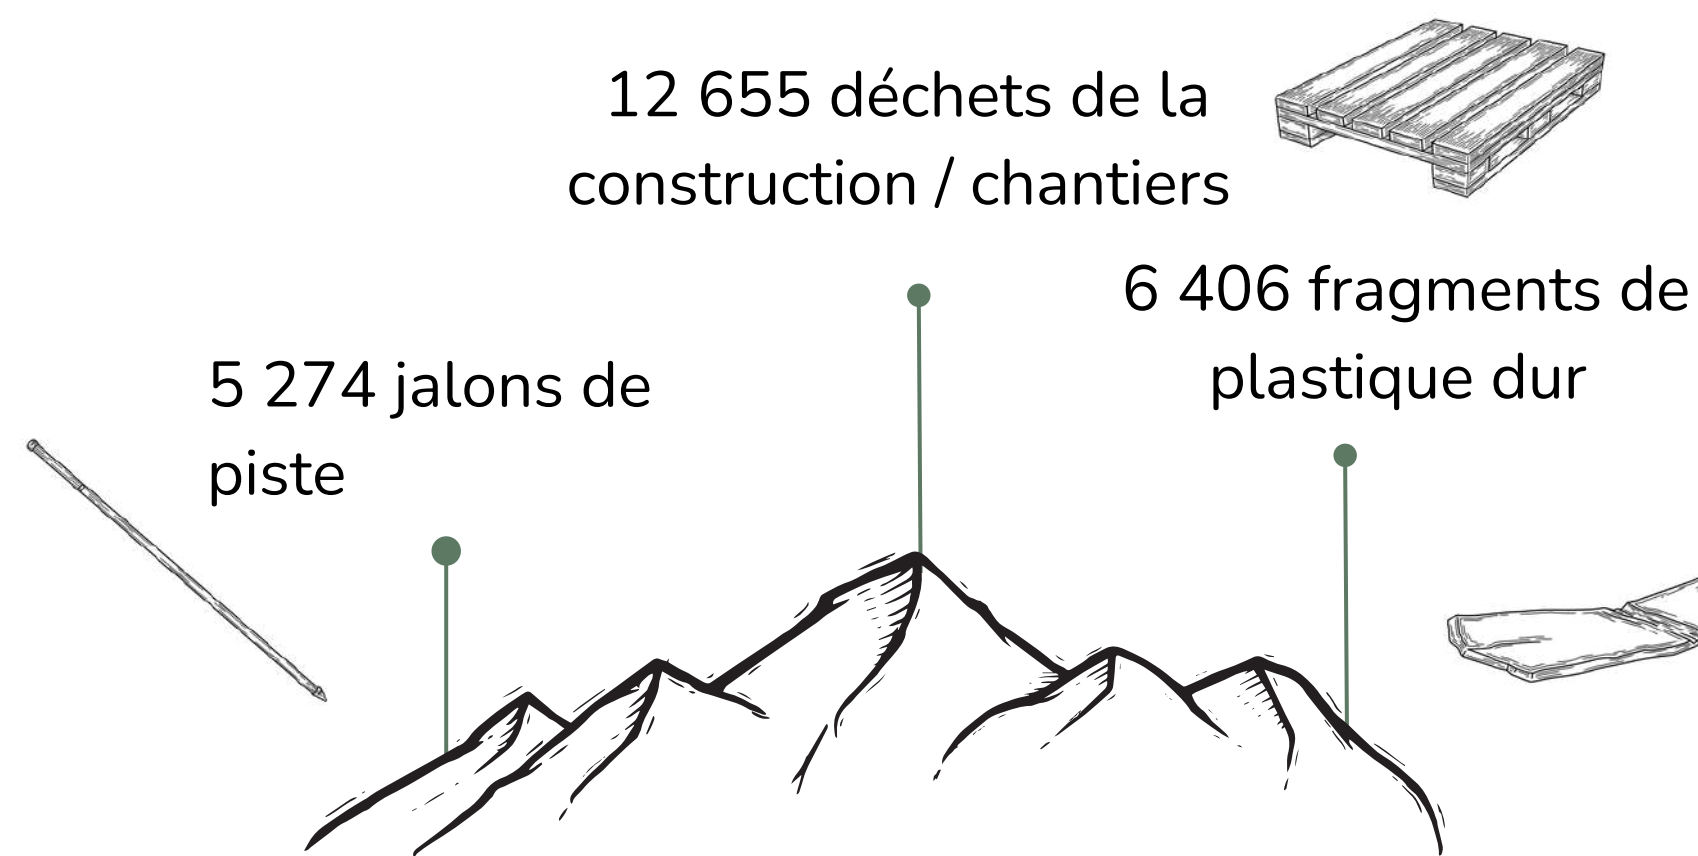 12 655 déchets de la
construction / chantiers
6 406 fragments de
plastique dur
5 274 jalons de
piste